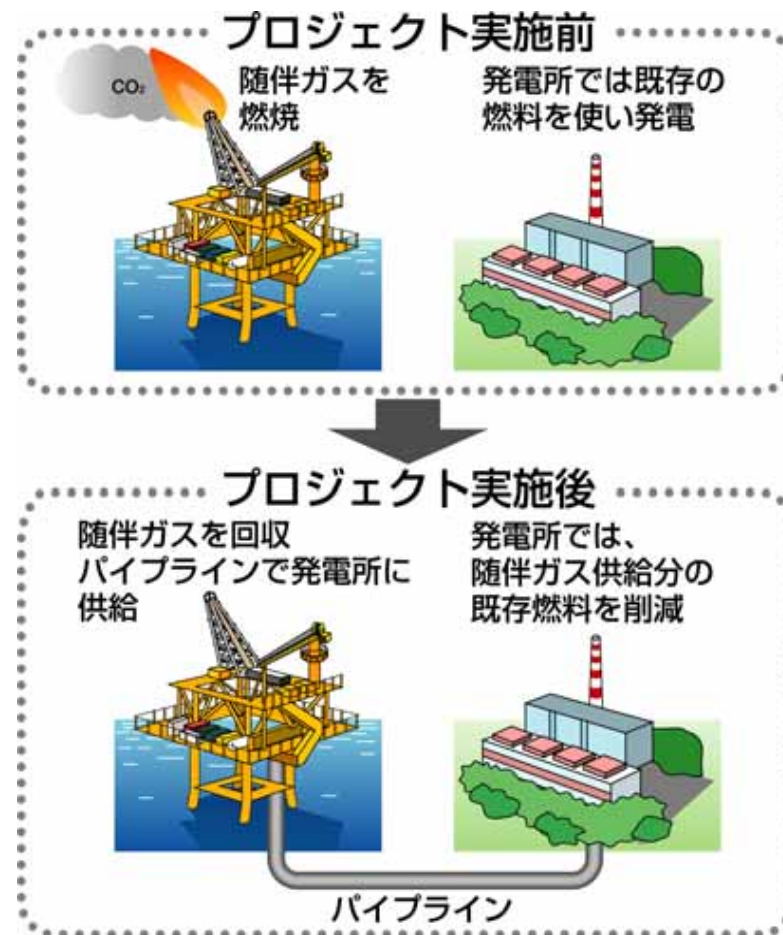 プロジェクト実施前
CO₂
随伴ガスを
燃焼
発電所では既存の
燃料を使い発電
プロジェクト実施後
随伴ガスを回収
パイプラインで発電所に
供給
発電所では、
随伴ガス供給分の
既存燃料を削減
パイプライン